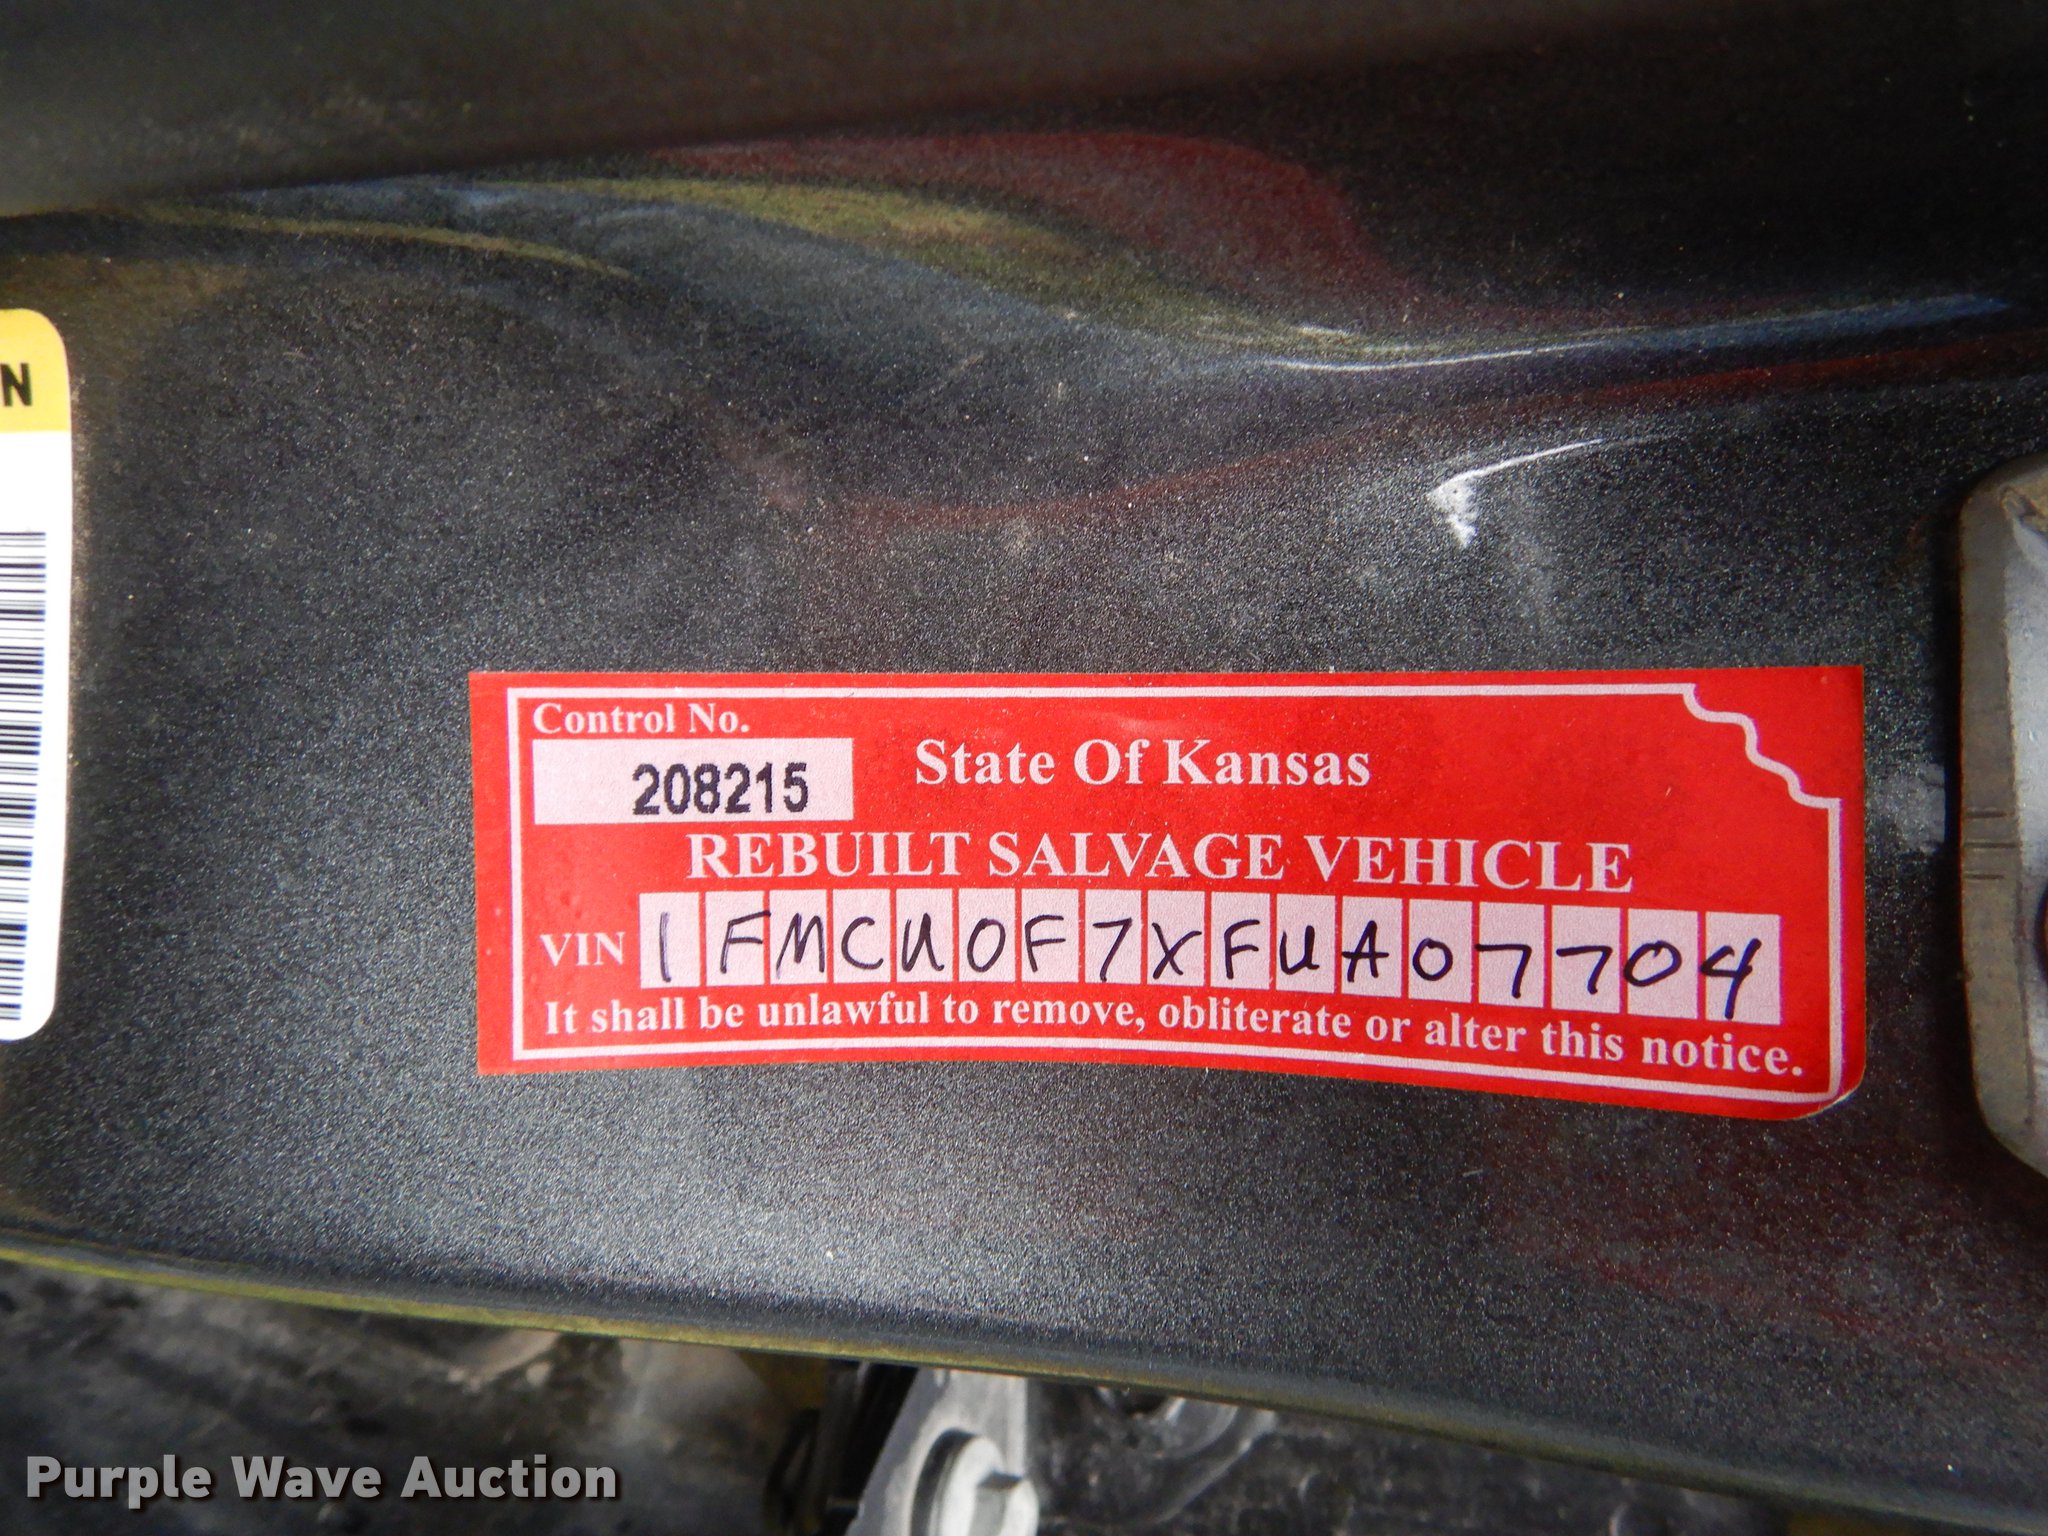 N
Control No.
208215
State Of Kansas
REBUILT SALVAGE VEHICLE
VIN 1FMCU0F7XFUA07704
It shall be unlawful to remove, obliterate or alter this notice.
Purple Wave Auction